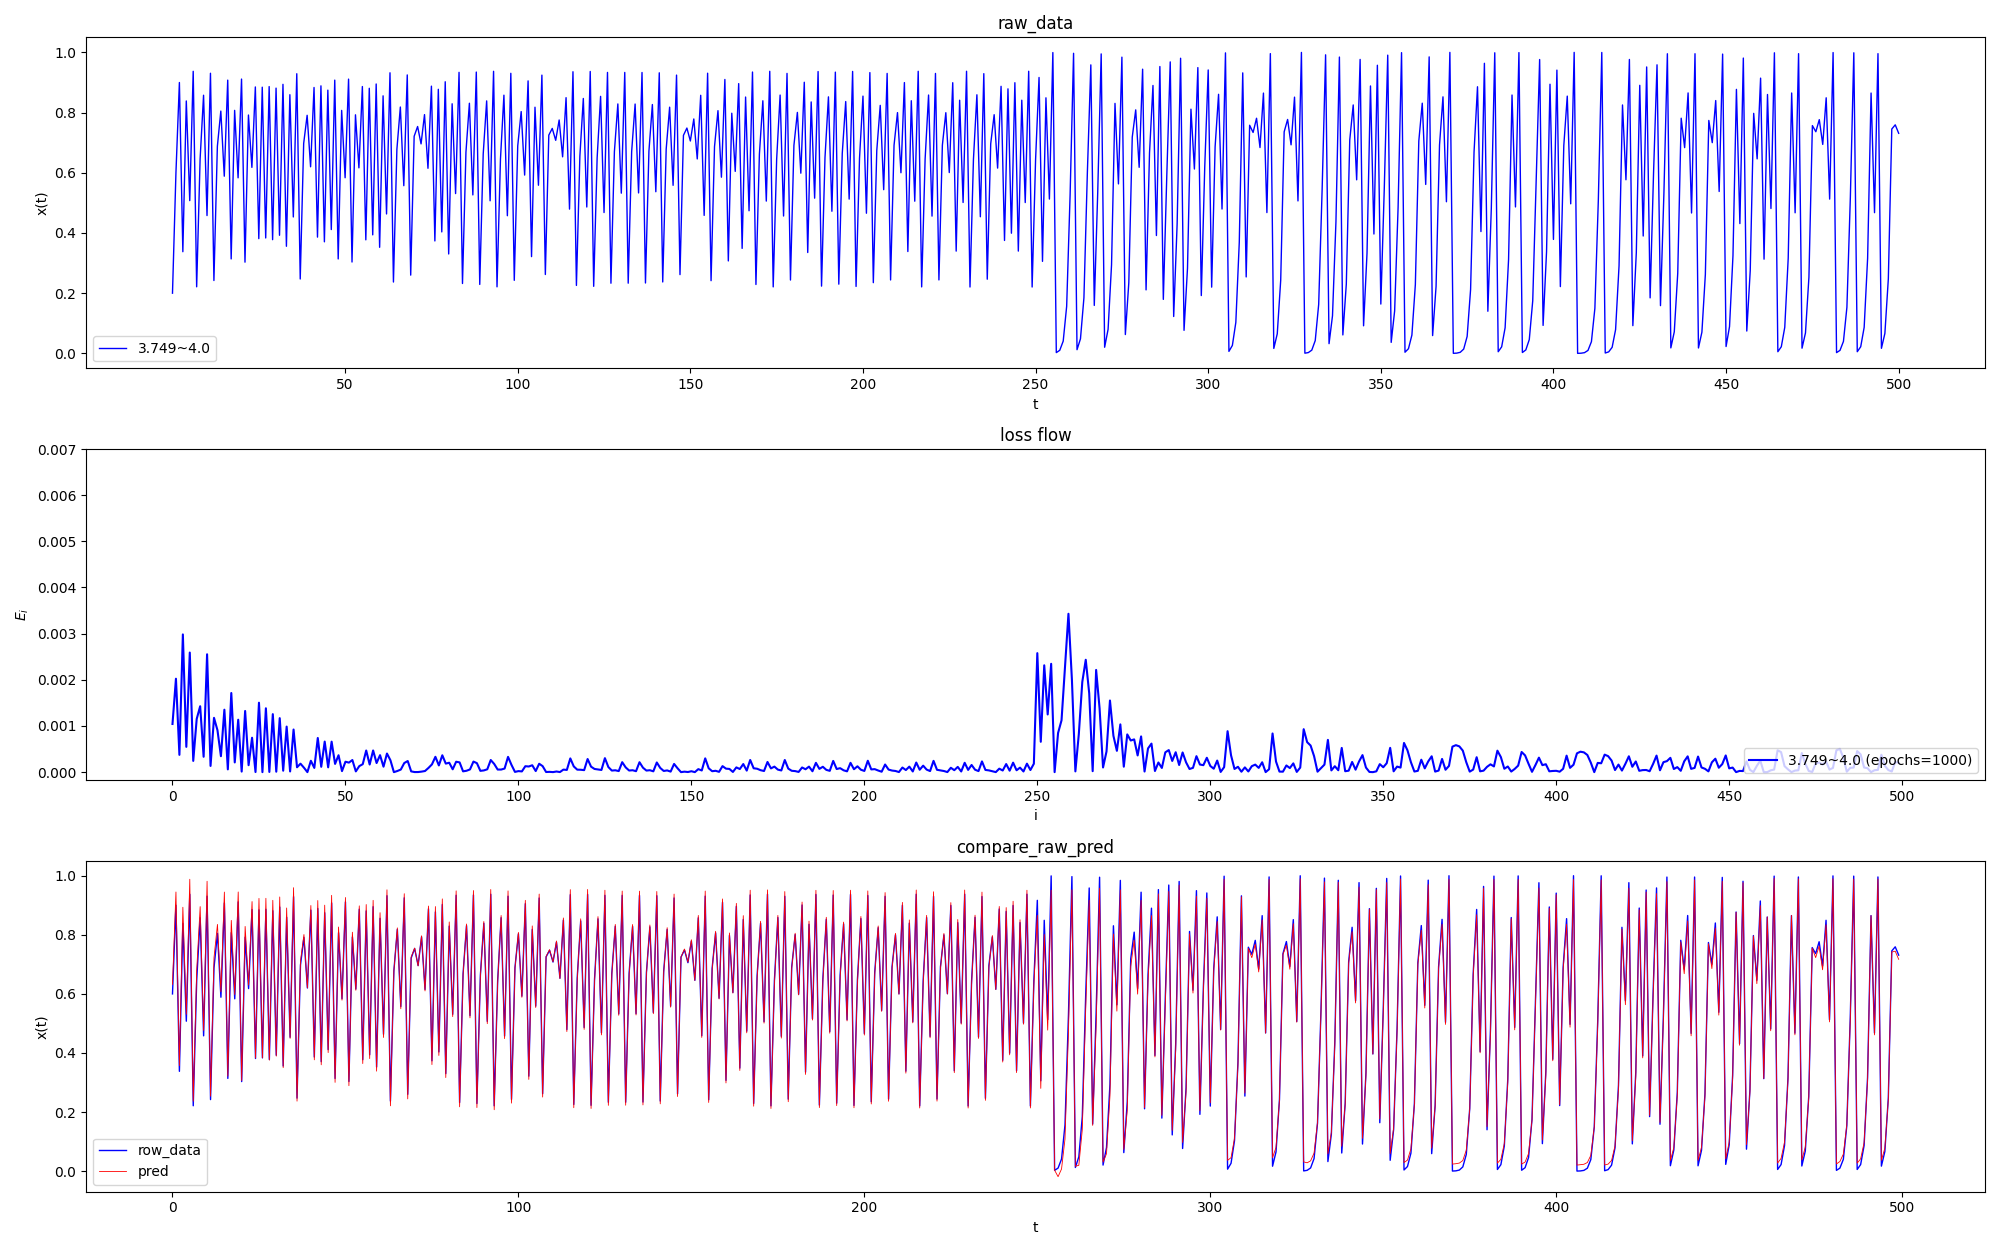 raw_data
1.0
0.8
0.6
0.4
0.2
0.0
x(t)
3.749~4.0
50 100 150 200 250 300 350 400 450 500
t
loss flow
0.007
0.006
0.005
0.004
0.003
0.002
0.001
0.000
E_i
3.749~4.0 (epochs=1000)
0 50 100 150 200 250 300 350 400 450 500
i
compare_raw_pred
1.0
0.8
0.6
0.4
0.2
0.0
x(t)
row_data
pred
0 100 200 300 400 500
t